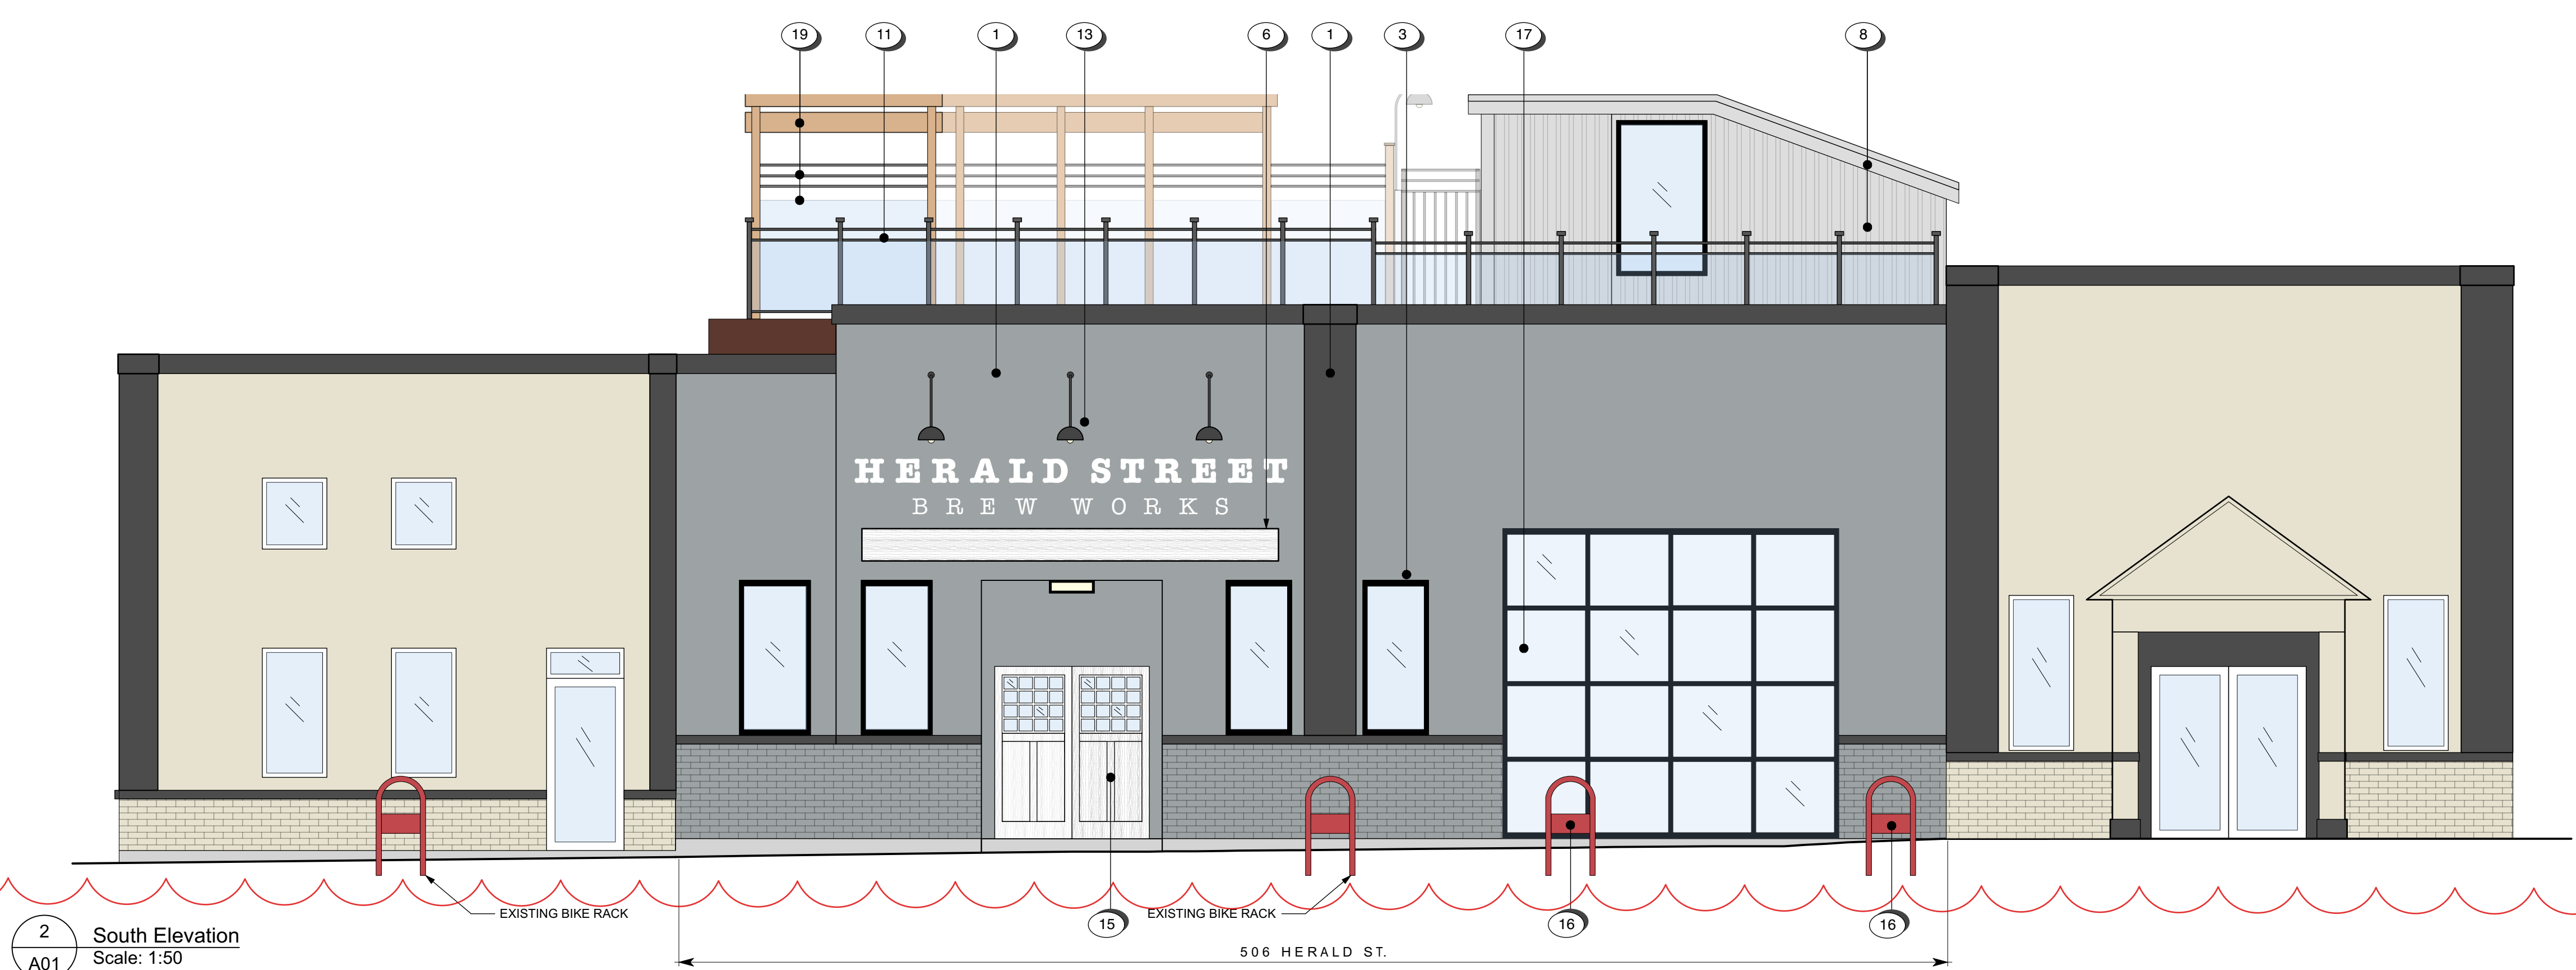 19 11 1 13 6 1 3 17 8
HERALD STREET
BREW WORKS
EXISTING BIKE RACK
EXISTING BIKE RACK
15 16 16
2
A01
South Elevation
Scale: 1:50
506 HERALD ST.